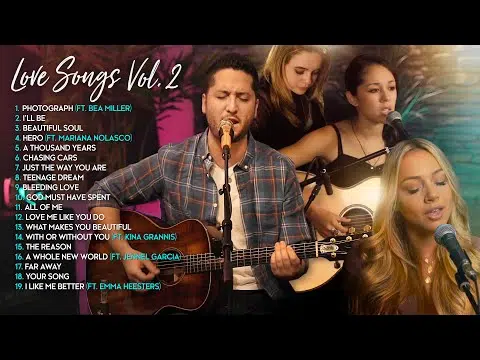 Love Songs Vol. 2
1. PHOTOGRAPH (FT. BEA MILLER)
2. I'LL BE
3. BEAUTIFUL SOUL
4. HERO (FT. MARIANA NOLASCO)
5. A THOUSAND YEARS
6. CHASING CARS
7. JUST THE WAY YOU ARE
8. TEENAGE DREAM
9. BLEEDING LOVE
10. GOD MUST HAVE SPENT
11. ALL OF ME
12. LOVE ME LIKE YOU DO
13. WHAT MAKES YOU BEAUTIFUL
14. WITH OR WITHOUT YOU (FT. KINA GRANNIS)
15. THE REASON
16. A WHOLE NEW WORLD (FT. JENNEL GARCIA)
17. FAR AWAY
18. YOUR SONG
19. I LIKE ME BETTER (FT. EMMA HEESTERS)